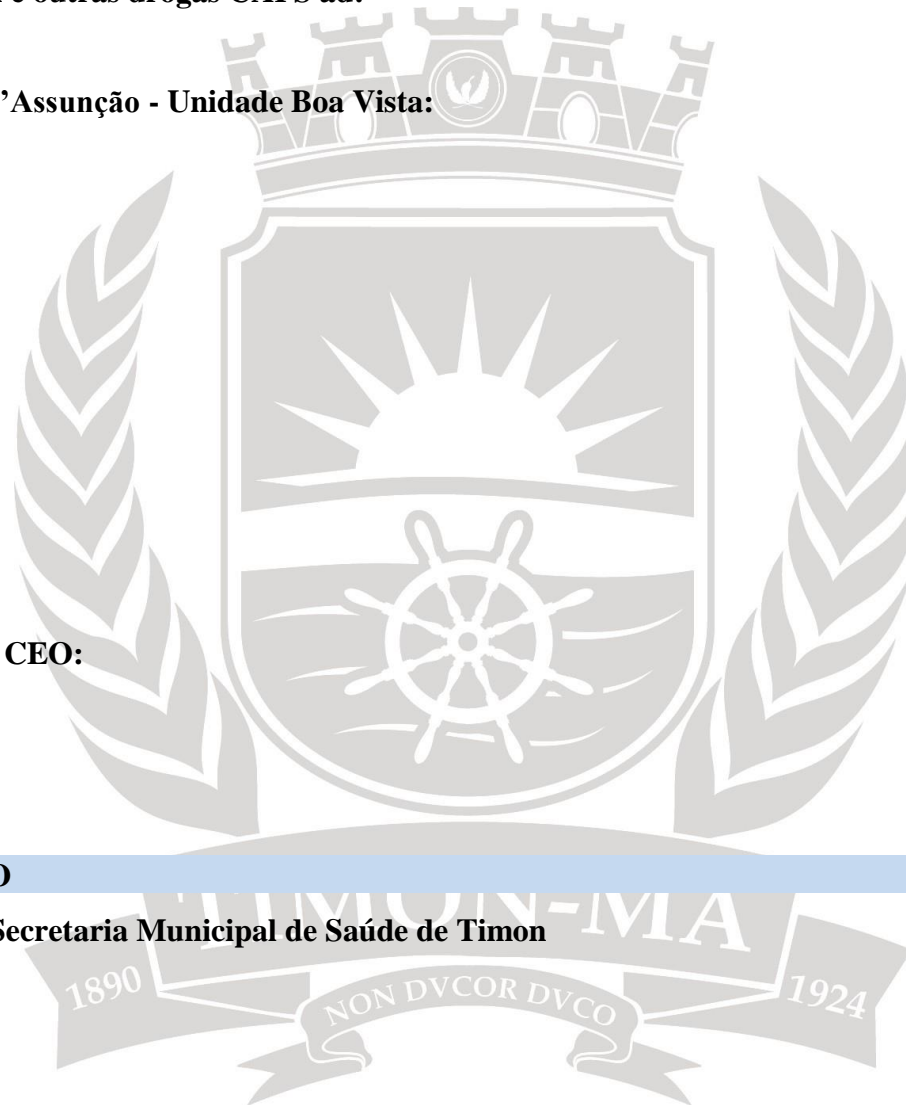 e outras drogas CAPS ad:
’Assunção - Unidade Boa Vista:
CEO:
O
Secretaria Municipal de Saúde de Timon
TIMON-MA
1890
NON DVCOR DVCO
1924